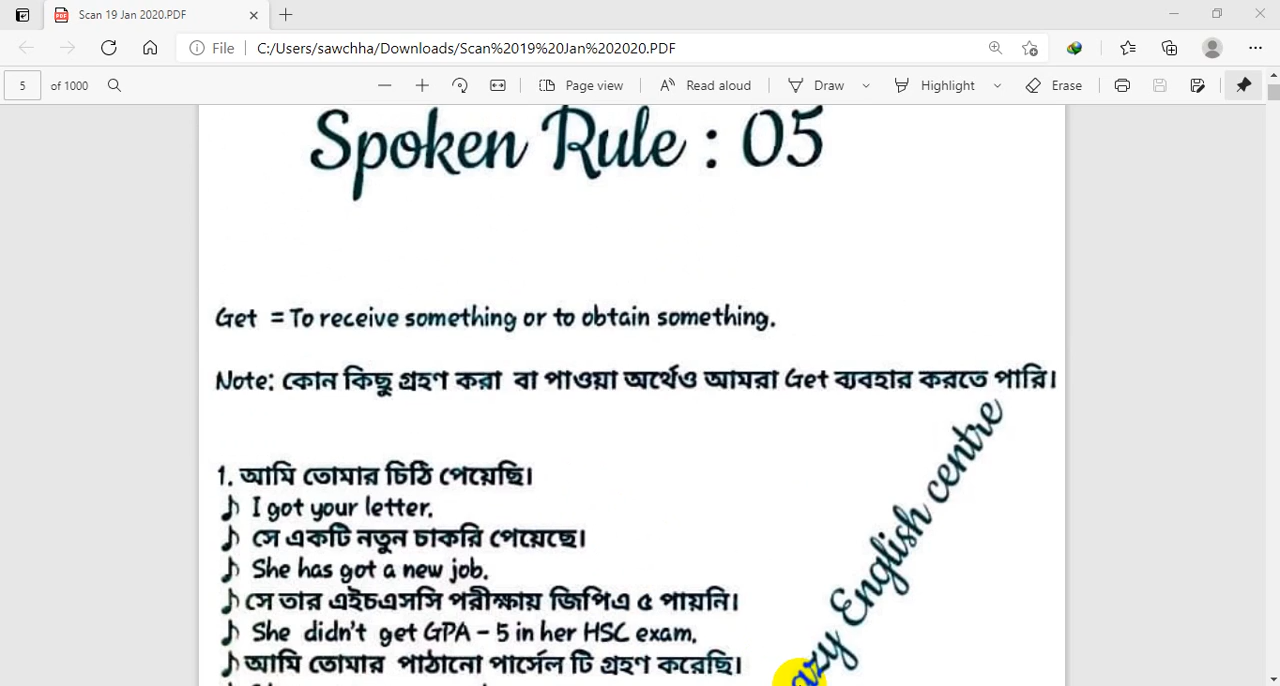 Scan 19 Jan 2020.PDF
File C:/Users/sawchha/Downloads/Scan%2019%20Jan%202020.PDF
5 of 1000 Page view Read aloud Draw Highlight Erase
Spoken Rule : 05
Get = To receive something or to obtain something.
Note: কোন কিছু গ্রহণ করা বা পাওয়া অর্থেও আমরা Get ব্যবহার করতে পারি।
1. আমি তোমার চিঠি পেয়েছি।
I got your letter.
সে একটি নতুন চাকরি পেয়েছে।
She has got a new job.
সে তার এইচএসসি পরীক্ষায় জিপিএ ৫ পায়নি।
She didn't get GPA - 5 in her HSC exam.
আমি তোমার পাঠানো পার্সেল টি গ্রহণ করেছি।
azy English centre